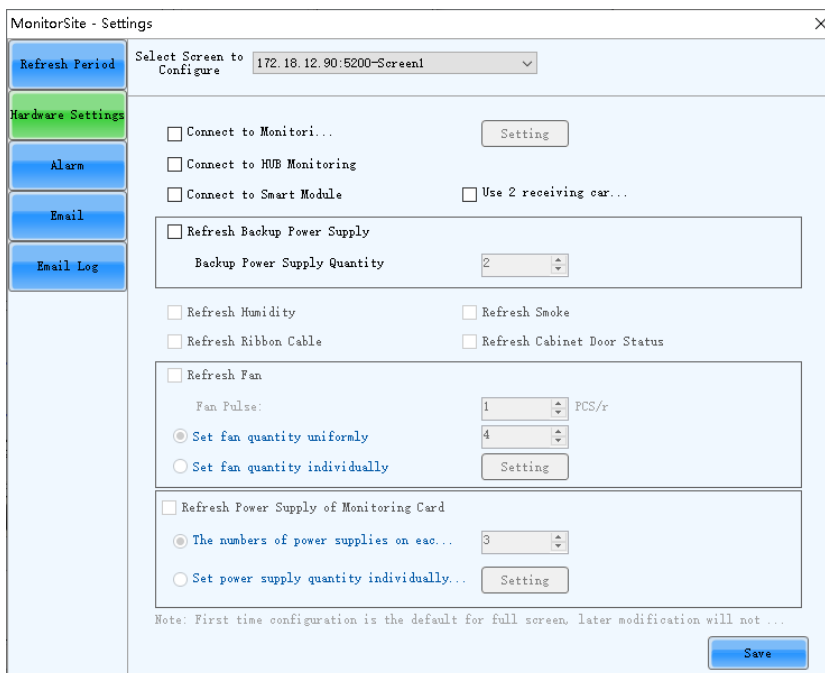 MonitorSite - Settings
Refresh Period
Hardware Settings
Alarm
Email
Email Log
Select Screen to
Configure
172.18.12.90:5200-Screen1
Connect to Monitori...
Setting
Connect to HUB Monitoring
Connect to Smart Module
Use 2 receiving car...
Refresh Backup Power Supply
Backup Power Supply Quantity
2
Refresh Humidity
Refresh Smoke
Refresh Ribbon Cable
Refresh Cabinet Door Status
Refresh Fan
Fan Pulse:
1
PCS/r
Set fan quantity uniformly
4
Set fan quantity individually
Setting
Refresh Power Supply of Monitoring Card
The numbers of power supplies on eac...
3
Set power supply quantity individually...
Setting
Note: First time configuration is the default for full screen, later modification will not ...
Save